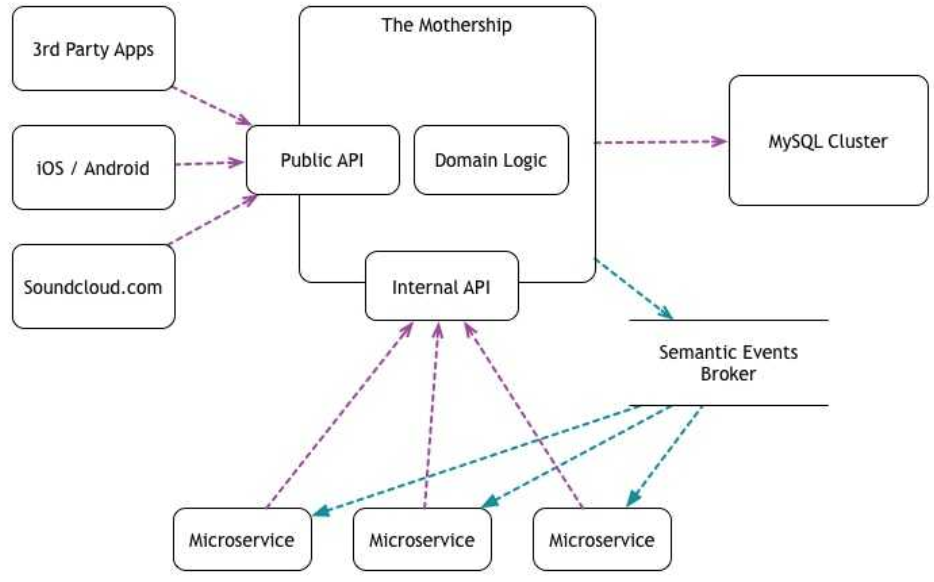 The Mothership
3rd Party Apps
iOS / Android
Soundcloud.com
Public API
Domain Logic
Internal API
MySQL Cluster
Semantic Events
Broker
Microservice
Microservice
Microservice